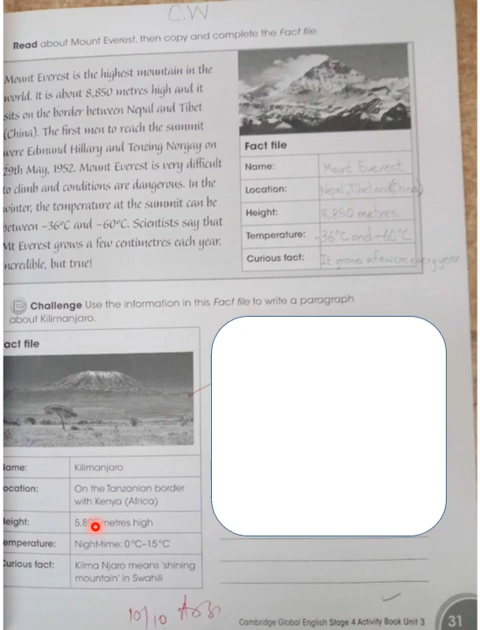 C.W
Read about Mount Everest, then copy and complete the Fact file.
Mount Everest is the highest mountain in the
world. It is about 8,850 metres high and it
sits on the border between Nepal and Tibet
(China). The first men to reach the summit
were Edmund Hillary and Tenzing Norgay on
29th May, 1952. Mount Everest is very difficult
to climb and conditions are dangerous. In the
winter, the temperature at the summit can be
between –36°C and –60°C. Scientists say that
Mt Everest grows a few centimetres each year.
ncredible, but true!
Fact file
Name: Mount Everest
Location: Nepal, Tibet and China
Height: 8,850 metres
Temperature: -36°C and -60°C
Curious fact: It grows a few cm every year
Challenge Use the information in this Fact file to write a paragraph
about Kilimanjaro.
act file
lame: Kilimanjaro
ocation: On the Tanzanian border
with Kenya (Africa)
leight: metres high
emperature: Night-time: 0°C–15°C
Curious fact: Kilma Njaro means 'shining
mountain' in Swahili
10/10
Cambridge Global English Stage 4 Activity Book Unit 3 31